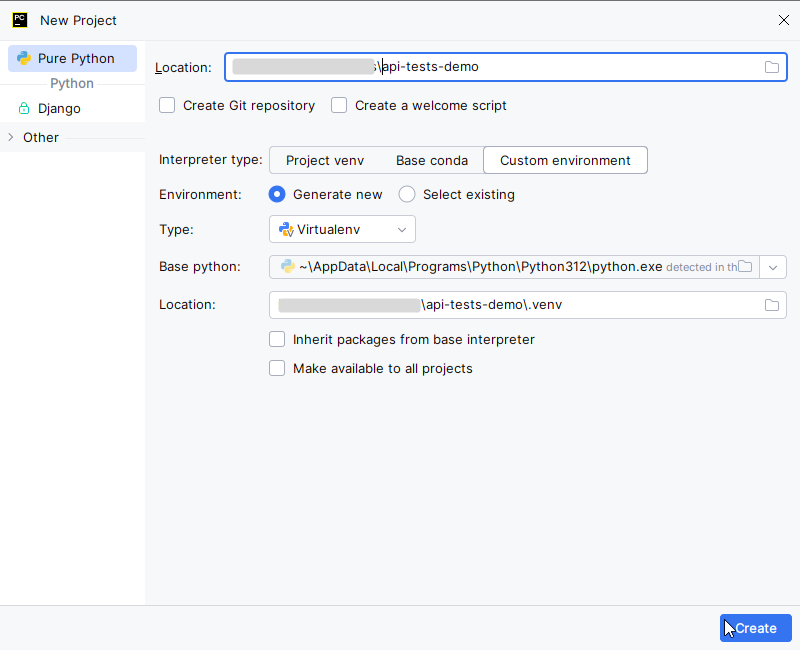 PC New Project
Pure Python
Python
Django
Other
Location: s\api-tests-demo
Create Git repository Create a welcome script
Interpreter type: Project venv Base conda Custom environment
Environment: Generate new Select existing
Type: Virtualenv
Base python: ~\AppData\Local\Programs\Python\Python312\python.exe detected in th
Location: \api-tests-demo\.venv
Inherit packages from base interpreter
Make available to all projects
Create